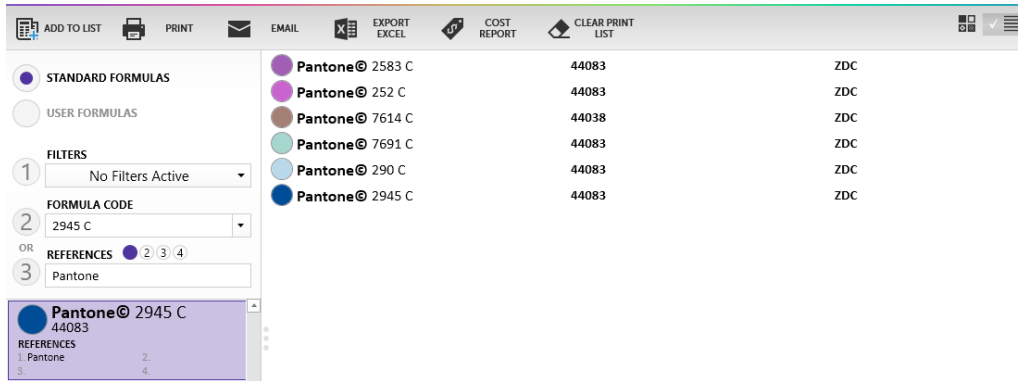 ADD TO LIST PRINT EMAIL EXPORT EXCEL COST REPORT CLEAR PRINT LIST
STANDARD FORMULAS
USER FORMULAS
FILTERS
1 No Filters Active
FORMULA CODE
2 2945 C
OR REFERENCES 2 3 4
3 Pantone
Pantone© 2945 C
44083
REFERENCES
1. Pantone 2.
3. 4.
Pantone© 2583 C 44083 ZDC
Pantone© 252 C 44083 ZDC
Pantone© 7614 C 44038 ZDC
Pantone© 7691 C 44083 ZDC
Pantone© 290 C 44083 ZDC
Pantone© 2945 C 44083 ZDC